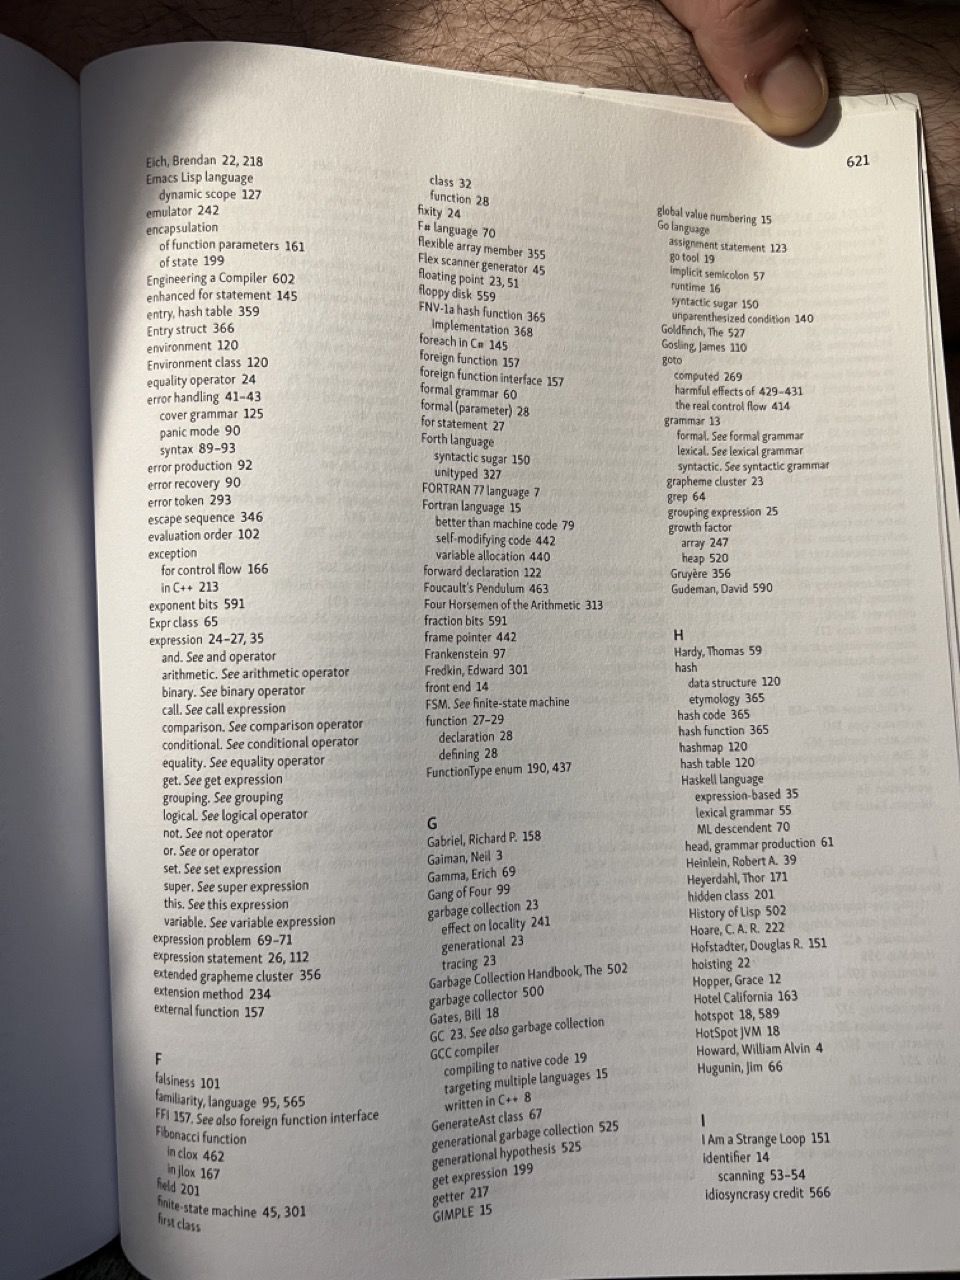 621
Eich, Brendan 22, 218
Emacs Lisp language
dynamic scope 127
emulator 242
encapsulation
of function parameters 161
of state 199
Engineering a Compiler 602
enhanced for statement 145
entry, hash table 359
Entry struct 366
environment 120
Environment class 120
equality operator 24
error handling 41–43
cover grammar 125
panic mode 90
syntax 89–93
error production 92
error recovery 90
error token 293
escape sequence 346
evaluation order 102
exception
for control flow 166
in C++ 213
exponent bits 591
Expr class 65
expression 24–27, 35
and. See and operator
arithmetic. See arithmetic operator
binary. See binary operator
call. See call expression
comparison. See comparison operator
conditional. See conditional operator
equality. See equality operator
get. See get expression
grouping. See grouping
logical. See logical operator
not. See not operator
or. See or operator
set. See set expression
super. See super expression
this. See this expression
variable. See variable expression
expression problem 69–71
expression statement 26, 112
extended grapheme cluster 356
extension method 234
external function 157
F
falsiness 101
familiarity, language 95, 565
FFI 157. See also foreign function interface
Fibonacci function
in clox 462
in jlox 167
field 201
finite-state machine 45, 301
first class
class 32
function 28
fixity 24
F# language 70
flexible array member 355
Flex scanner generator 45
floating point 23, 51
floppy disk 559
FNV-1a hash function 365
implementation 368
foreach in C# 145
foreign function 157
foreign function interface 157
formal grammar 60
formal (parameter) 28
for statement 27
Forth language
syntactic sugar 150
unityped 327
FORTRAN 77 language 7
Fortran language 15
better than machine code 79
self-modifying code 442
variable allocation 440
forward declaration 122
Foucault's Pendulum 463
Four Horsemen of the Arithmetic 313
fraction bits 591
frame pointer 442
Frankenstein 97
Fredkin, Edward 301
front end 14
FSM. See finite-state machine
function 27–29
declaration 28
defining 28
FunctionType enum 190, 437
G
Gabriel, Richard P. 158
Gaiman, Neil 3
Gamma, Erich 69
Gang of Four 99
garbage collection 23
effect on locality 241
generational 23
tracing 23
Garbage Collection Handbook, The 502
garbage collector 500
Gates, Bill 18
GC 23. See also garbage collection
GCC compiler
compiling to native code 19
targeting multiple languages 15
written in C++ 8
GenerateAst class 67
generational garbage collection 525
generational hypothesis 525
get expression 199
getter 217
GIMPLE 15
global value numbering 15
Go language
assignment statement 123
go tool 19
implicit semicolon 57
runtime 16
syntactic sugar 150
unparenthesized condition 140
Goldfinch, The 527
Gosling, James 110
goto
computed 269
harmful effects of 429–431
the real control flow 414
grammar 13
formal. See formal grammar
lexical. See lexical grammar
syntactic. See syntactic grammar
grapheme cluster 23
grep 64
grouping expression 25
growth factor
array 247
heap 520
Gruyère 356
Gudeman, David 590
H
Hardy, Thomas 59
hash
data structure 120
etymology 365
hash code 365
hash function 365
hashmap 120
hash table 120
Haskell language
expression-based 35
lexical grammar 55
ML descendent 70
head, grammar production 61
Heinlein, Robert A. 39
Heyerdahl, Thor 171
hidden class 201
History of Lisp 502
Hoare, C. A. R. 222
Hofstadter, Douglas R. 151
hoisting 22
Hopper, Grace 12
Hotel California 163
hotspot 18, 589
HotSpot JVM 18
Howard, William Alvin 4
Hugunin, Jim 66
I
I Am a Strange Loop 151
identifier 14
scanning 53–54
idiosyncrasy credit 566